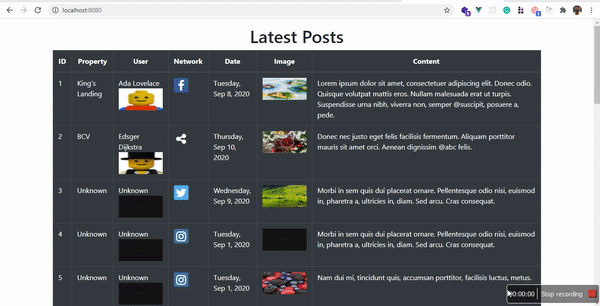 localhost:8080
Latest Posts
ID Property User Network Date Image Content
1 King's Landing Ada Lovelace Tuesday, Sep 8, 2020 Lorem ipsum dolor sit amet, consectetuer adipiscing elit. Donec odio.
Quisque volutpat mattis eros. Nullam malesuada erat ut turpis.
Suspendisse urna nibh, viverra non, semper @suscipit, posuere a,
pede.
2 BCV Edsger Dijkstra Thursday, Sep 10, 2020 Donec nec justo eget felis facilisis fermentum. Aliquam porttitor
mauris sit amet orci. Aenean dignissim @abc felis.
3 Unknown Unknown Wednesday, Sep 9, 2020 Morbi in sem quis dui placerat ornare. Pellentesque odio nisi, euismod
in, pharetra a, ultricies in, diam. Sed arcu. Cras consequat.
4 Unknown Unknown Tuesday, Sep 1, 2020 Morbi in sem quis dui placerat ornare. Pellentesque odio nisi, euismod
in, pharetra a, ultricies in, diam. Sed arcu. Cras consequat.
5 Unknown Unknown Tuesday, Sep 1, 2020 Nam dui mi, tincidunt quis, accumsan porttitor, facilisis luctus, metus.
00:00:00 Stop recording